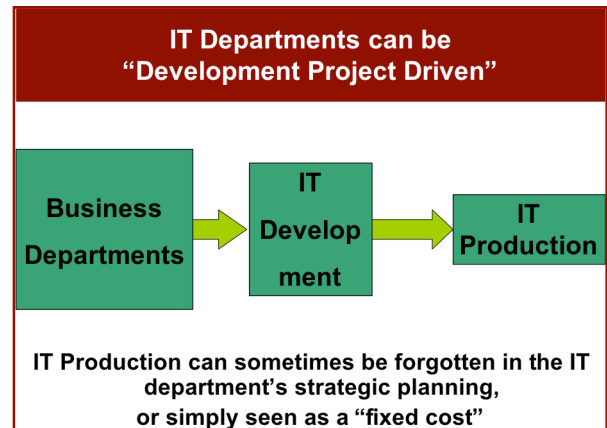 IT Departments can be
“Development Project Driven”
Business
Departments
IT
Develop
ment
IT
Production
IT Production can sometimes be forgotten in the IT
department’s strategic planning,
or simply seen as a “fixed cost”